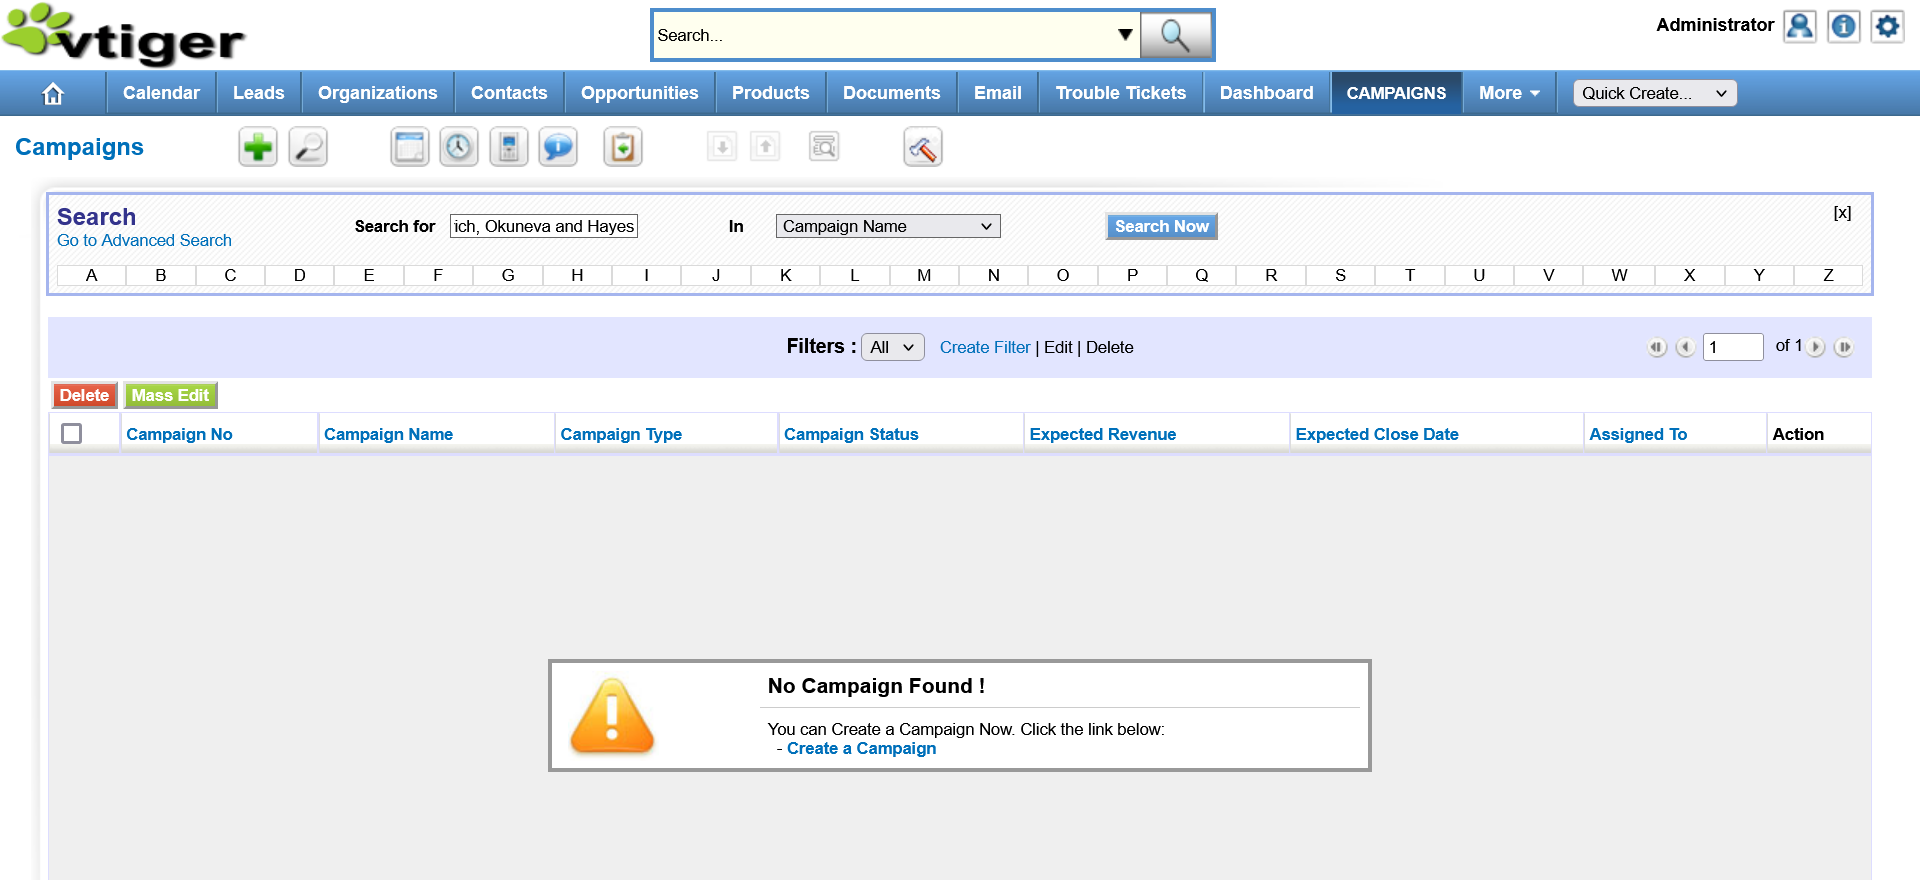 vtiger
Search...
Administrator
Calendar
Leads
Organizations
Contacts
Opportunities
Products
Documents
Email
Trouble Tickets
Dashboard
CAMPAIGNS
More
Quick Create...
Campaigns
Search
Go to Advanced Search
Search for
ich, Okuneva and Hayes
In
Campaign Name
Search Now
[x]
A B C D E F G H I J K L M N O P Q R S T U V W X Y Z
Filters : All Create Filter | Edit | Delete
1 of 1
Delete
Mass Edit
Campaign No
Campaign Name
Campaign Type
Campaign Status
Expected Revenue
Expected Close Date
Assigned To
Action
No Campaign Found !
You can Create a Campaign Now. Click the link below:
- Create a Campaign